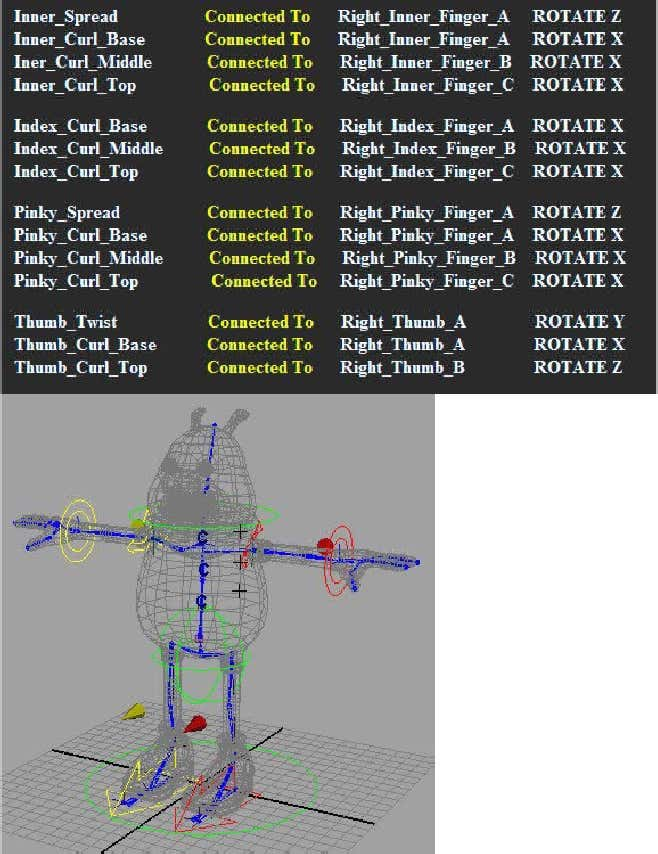 Inner_Spread Connected To Right_Inner_Finger_A ROTATE Z
Inner_Curl_Base Connected To Right_Inner_Finger_A ROTATE X
Iner_Curl_Middle Connected To Right_Inner_Finger_B ROTATE X
Inner_Curl_Top Connected To Right_Inner_Finger_C ROTATE X
Index_Curl_Base Connected To Right_Index_Finger_A ROTATE X
Index_Curl_Middle Connected To Right_Index_Finger_B ROTATE X
Index_Curl_Top Connected To Right_Index_Finger_C ROTATE X
Pinky_Spread Connected To Right_Pinky_Finger_A ROTATE Z
Pinky_Curl_Base Connected To Right_Pinky_Finger_A ROTATE X
Pinky_Curl_Middle Connected To Right_Pinky_Finger_B ROTATE X
Pinky_Curl_Top Connected To Right_Pinky_Finger_C ROTATE X
Thumb_Twist Connected To Right_Thumb_A ROTATE Y
Thumb_Curl_Base Connected To Right_Thumb_A ROTATE X
Thumb_Curl_Top Connected To Right_Thumb_B ROTATE Z
C
C
C